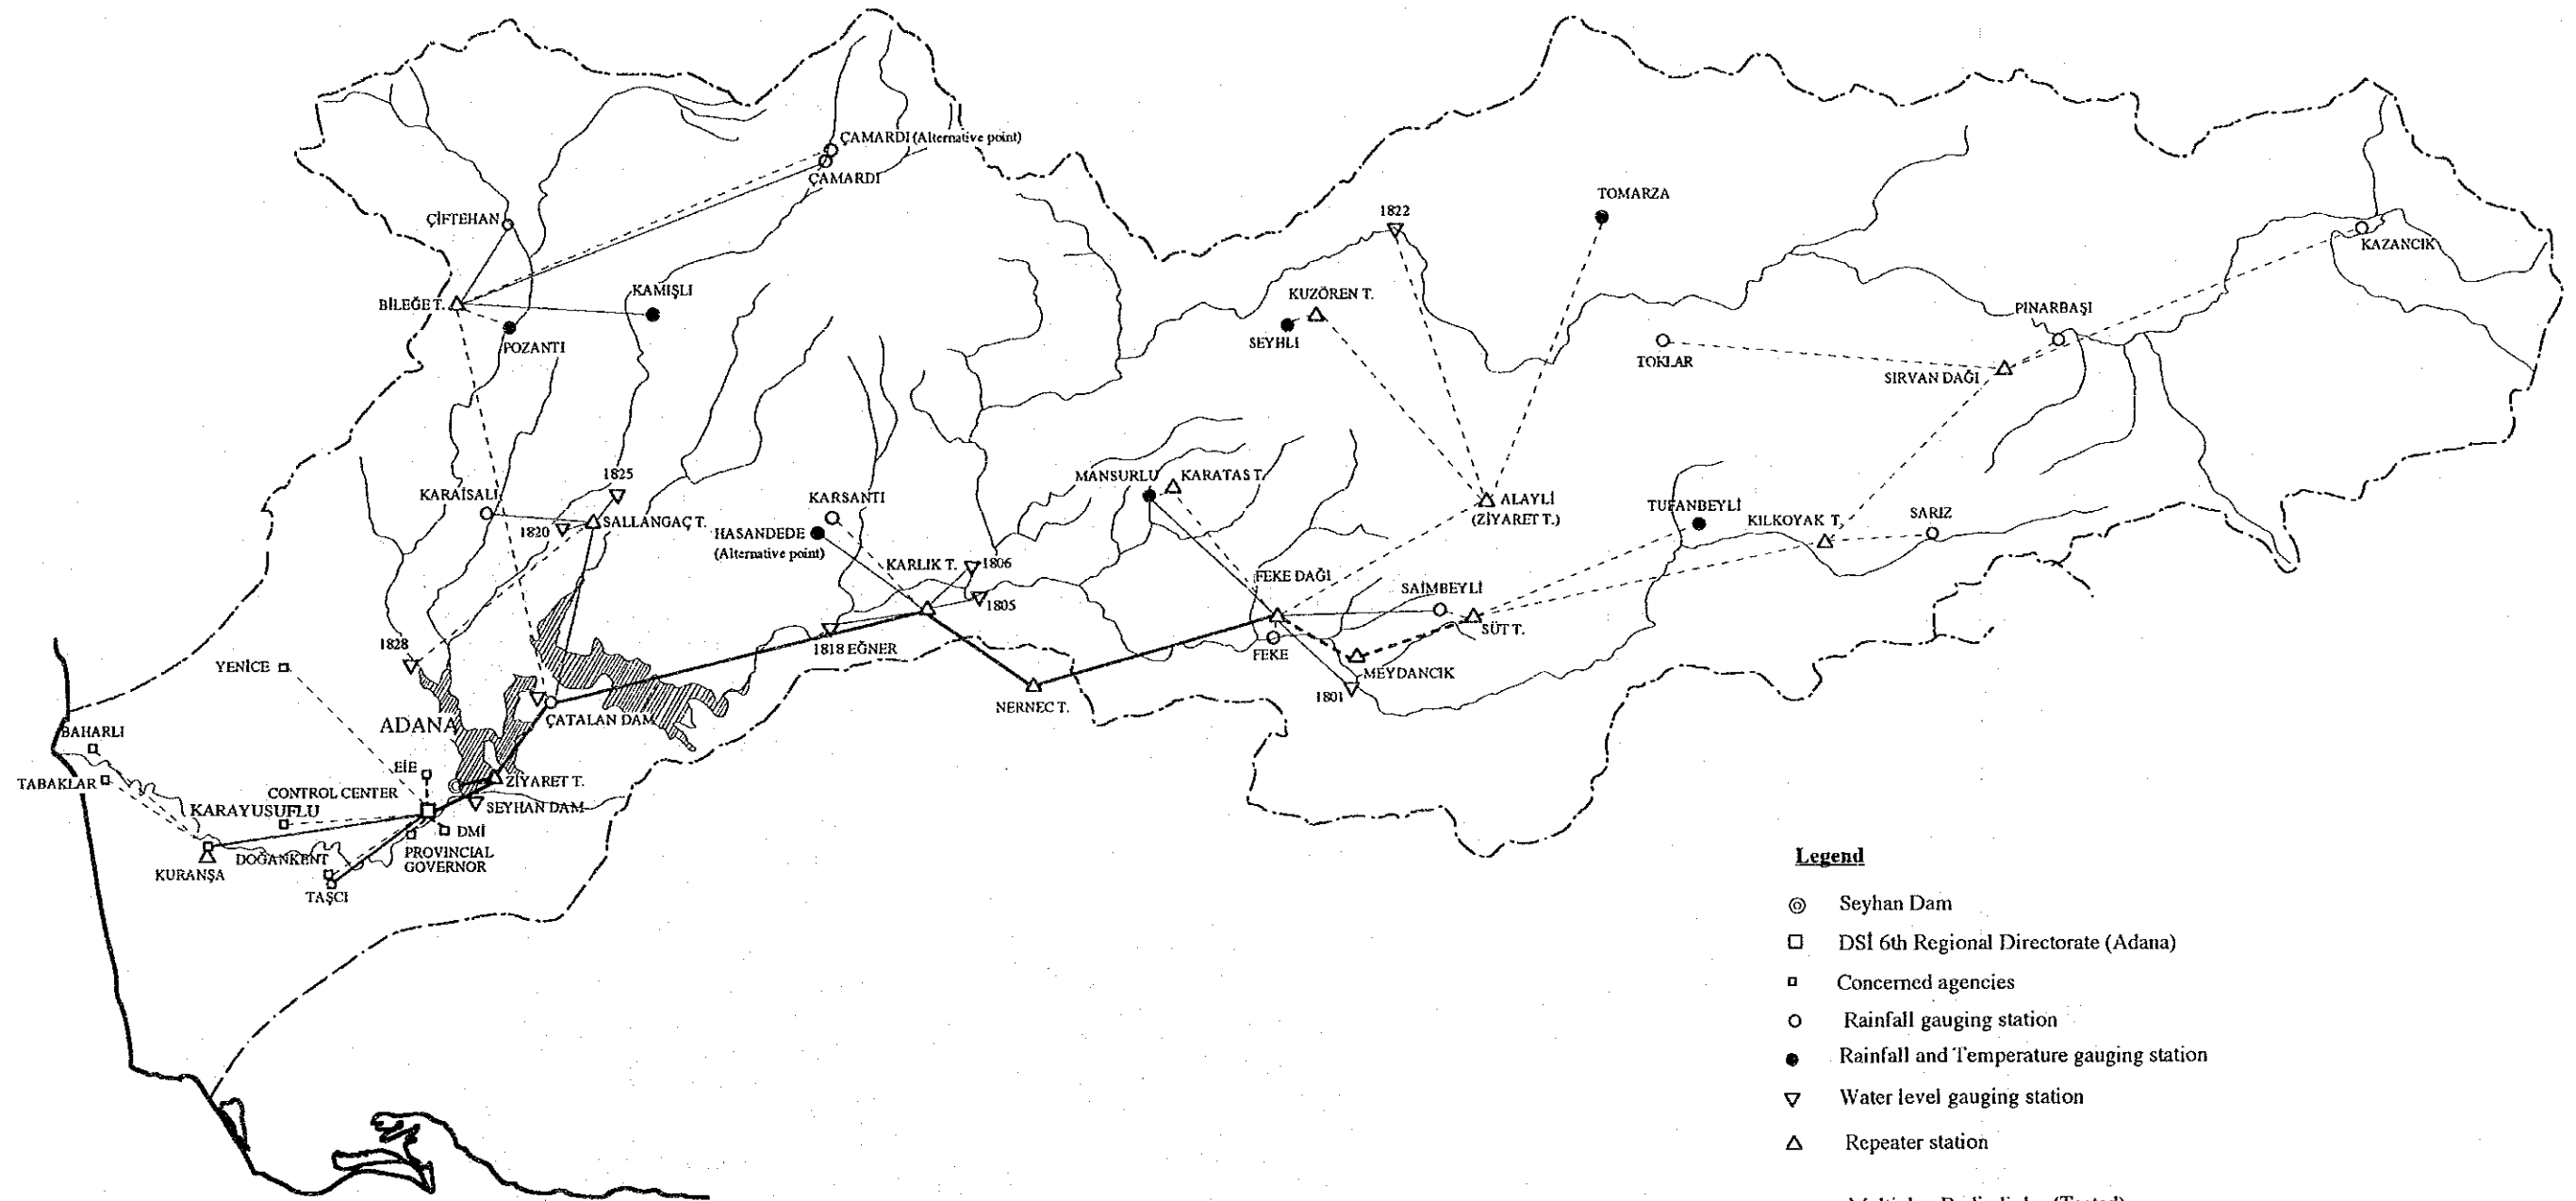 ÇAMARDI (Alternative point)
ÇAMARDI
ÇİFTEHAN
TOMARZA
1822
KAZANCIK
BİLEĞE T.
KAMIŞLI
KUZÖREN T.
PINARBAŞI
POZANTI
SEYHLI
TOKLAR
SIRVAN DAĞI
1825
KARAİSALI
KARSANTI
MANSURLU
KARATAS T.
ALAYLİ
(ZİYARET T.)
TUFANBEYLİ
KILKOYAK T.
SARIZ
SALLANGAÇ T.
1820
HASANDEDE
(Alternative point)
KARLIK T.
1806
1805
FEKE DAĞI
SAİMBEYLİ
SÜT T.
1828
1818 EĞNER
FEKE
MEYDANCIK
YENİCE
1801
NERNEC T.
ADANA
ÇATALAN DAM
BAHARLI
TABAKLAR
EİE
ZİYARET T.
CONTROL CENTER
KARAYUSUFLU
SEYHAN DAM
DMİ
DOĞANKENT
PROVINCIAL
GOVERNOR
KURANŞA
TAŞCI
Legend
Seyhan Dam
DSİ 6th Regional Directorate (Adana)
Concerned agencies
Rainfall gauging station
Rainfall and Temperature gauging station
Water level gauging station
Repeater station